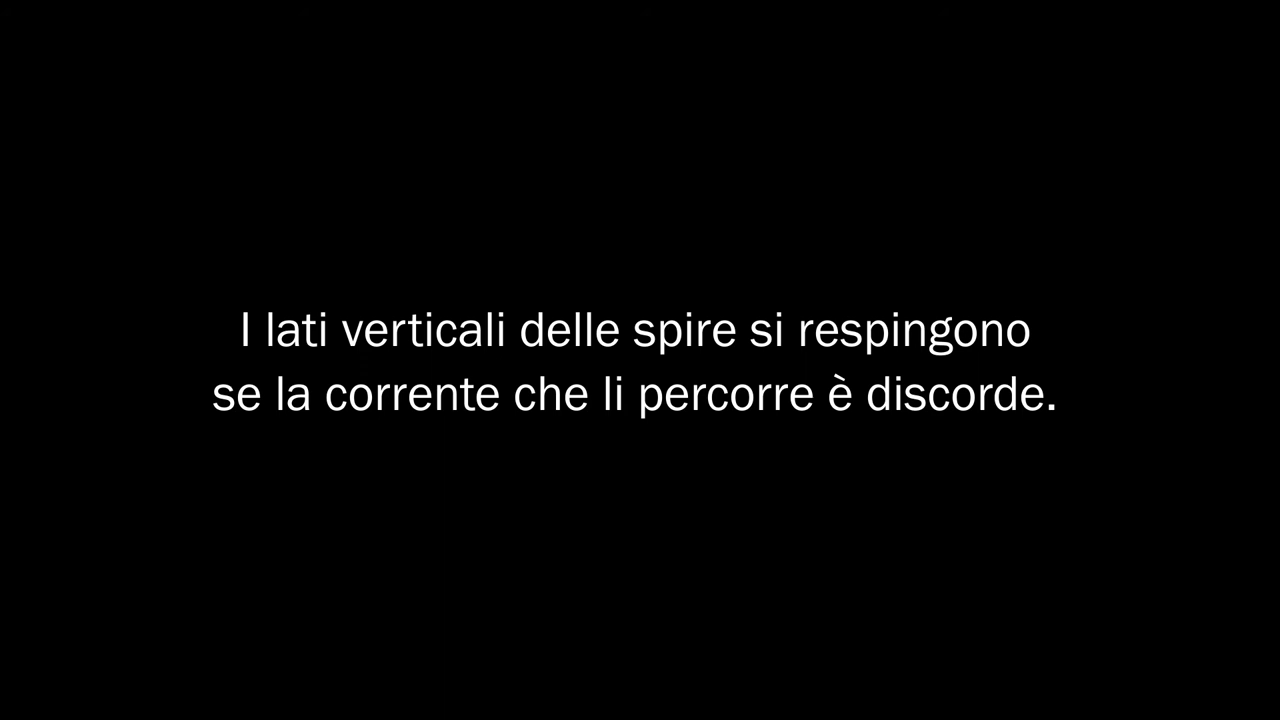 I lati verticali delle spire si respingono
se la corrente che li percorre è discorde.